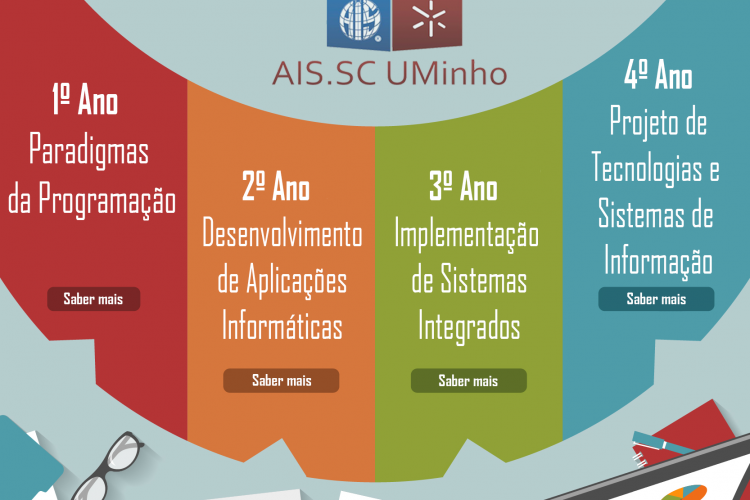 AIS®
AIS.SC UMinho
1º Ano
Paradigmas
da Programação
Saber mais
2º Ano
Desenvolvimento
de Aplicações
Informáticas
Saber mais
3º Ano
Implementação
de Sistemas
Integrados
Saber mais
4º Ano
Projeto de
Tecnologias e
Sistemas de
Informação
Saber mais